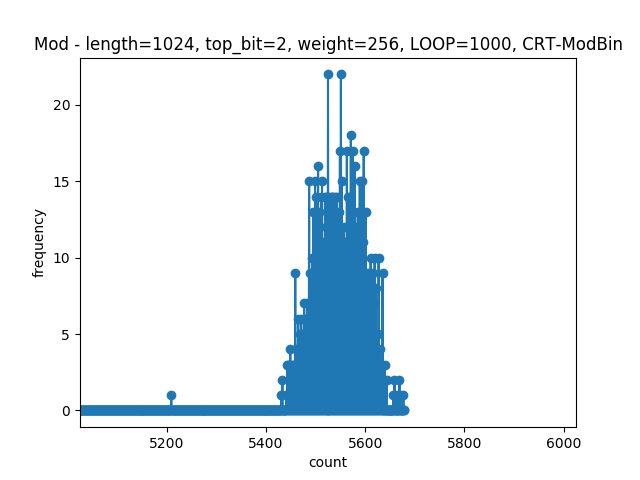 Mod - length=1024, top_bit=2, weight=256, LOOP=1000, CRT-ModBin
frequency
20
15
10
5
0
5200 5400 5600 5800 6000
count